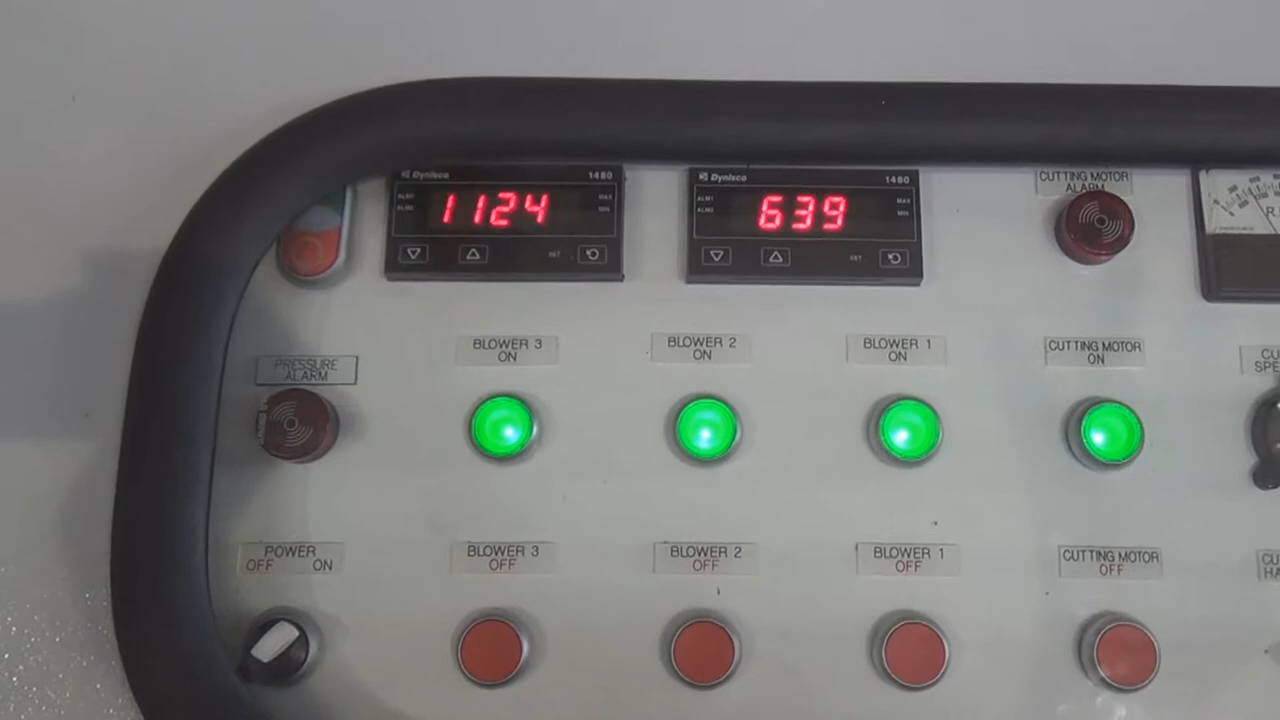 Dynisco 1480
ALM1 1124 MAX
ALM2 MIN
SET
Dynisco 1480
ALM1 639 MAX
ALM2 MIN
SET
CUTTING MOTOR
ALARM
PRESSURE
ALARM
BLOWER 3
ON
BLOWER 2
ON
BLOWER 1
ON
CUTTING MOTOR
ON
POWER
OFF ON
BLOWER 3
OFF
BLOWER 2
OFF
BLOWER 1
OFF
CUTTING MOTOR
OFF